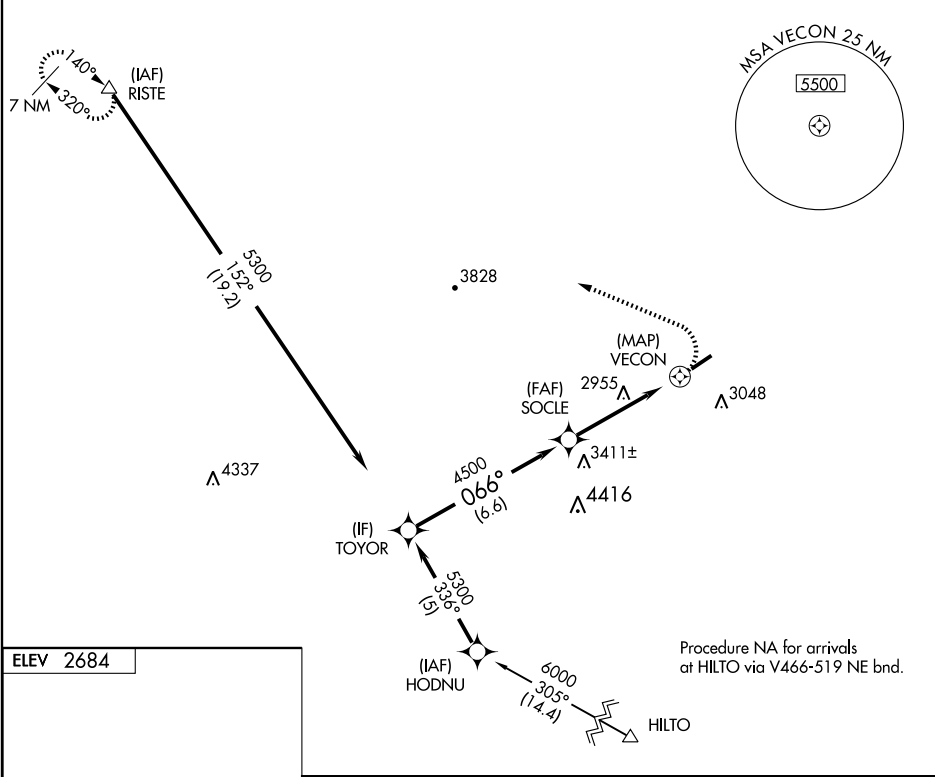 140°
320°
7 NM
(IAF)
RISTE
MSA VECON 25 NM
5500
5300
152°
(19.2)
3828
(MAP)
VECON
2955
3048
(FAF)
SOCLE
3411±
4416
4337
4500
066°
(6.6)
(IF)
TOYOR
5300
336°
(5)
(IAF)
HODNU
6000
305°
(14.4)
HILTO
Procedure NA for arrivals
at HILTO via V466-519 NE bnd.
ELEV 2684